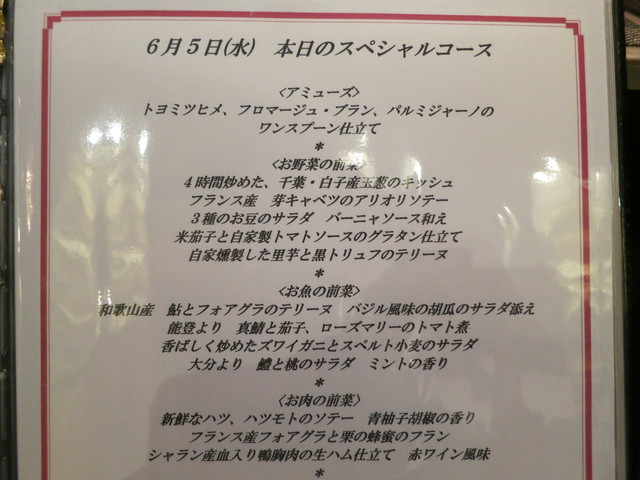 ６月５日(水)　本日のスペシャルコース
<アミューズ>
トヨミツヒメ、フロマージュ・ブラン、パルミジャーノの
ワンスプーン仕立て
*
<お野菜の前菜>
４時間炒めた、千葉・白子産玉葱のキッシュ
フランス産　芽キャベツのアリオリソテー
３種のお豆のサラダ　バーニャソース和え
米茄子と自家製トマトソースのグラタン仕立て
自家燻製した里芋と黒トリュフのテリーヌ
*
<お魚の前菜>
和歌山産　鮎とフォアグラのテリーヌ　バジル風味の胡瓜のサラダ添え
能登より　真鯖と茄子、ローズマリーのトマト煮
香ばしく炒めたズワイガニとスペルト小麦のサラダ
大分より　鱧と桃のサラダ　ミントの香り
*
<お肉の前菜>
新鮮なハツ、ハツモトのソテー　青柚子胡椒の香り
フランス産フォアグラと栗の蜂蜜のフラン
シャラン産血入り鴨胸肉の生ハム仕立て　赤ワイン風味
*